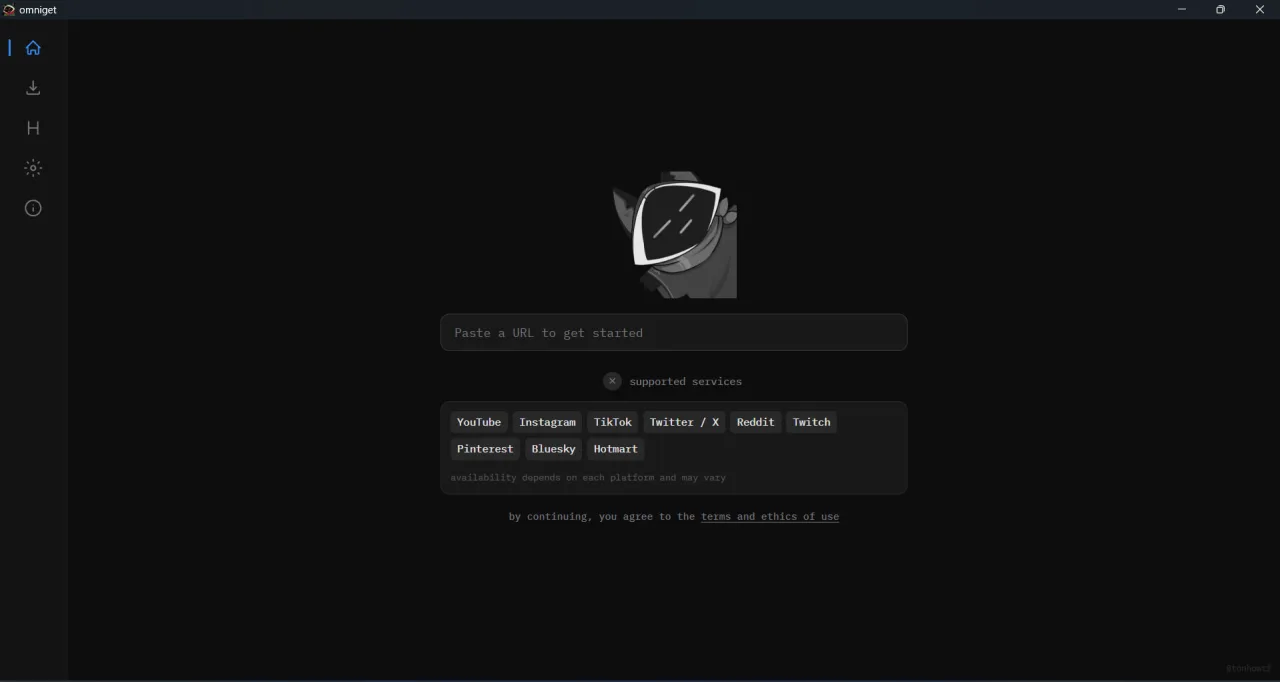 omniget
H
Paste a URL to get started
supported services
YouTube Instagram TikTok Twitter / X Reddit Twitch
Pinterest Bluesky Hotmart
availability depends on each platform and may vary
by continuing, you agree to the terms and ethics of use